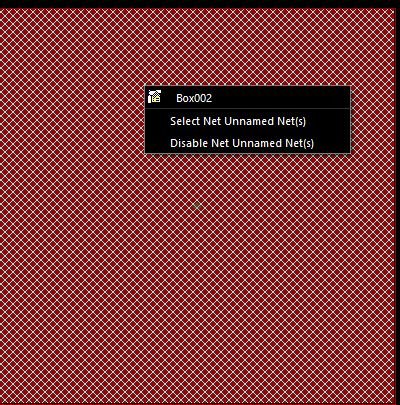 Box002
Select Net Unnamed Net(s)
Disable Net Unnamed Net(s)